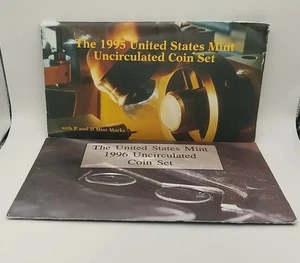 The 1995 United States Mint
Uncirculated Coin Set
with P and D Mint Marks
The United States Mint
1996 Uncirculated
Coin Set